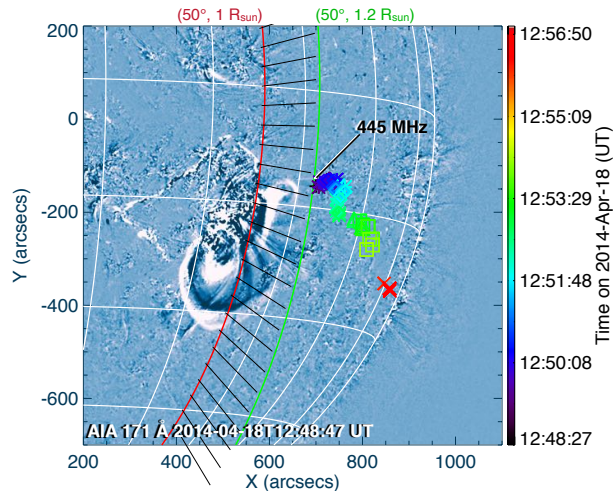 (50°, 1 Rsun)
(50°, 1.2 Rsun)
200
0
-200
-400
-600
Y (arcsecs)
445 MHz
AIA 171 Å 2014-04-18T12:48:47 UT
200
400
600
800
1000
X (arcsecs)
12:56:50
12:55:09
12:53:29
12:51:48
12:50:08
12:48:27
Time on 2014-Apr-18 (UT)